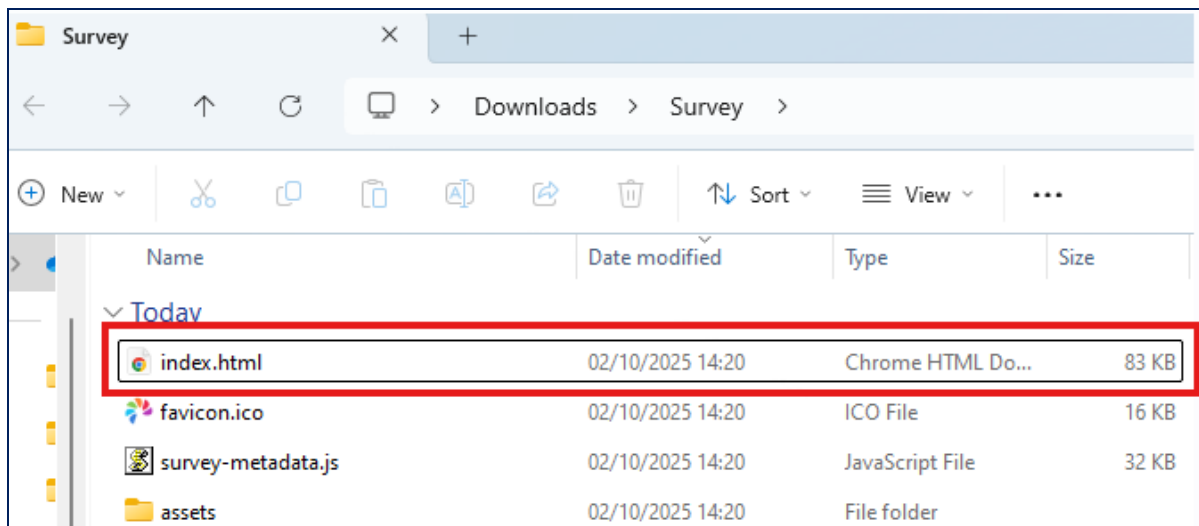 Survey
Downloads > Survey >
New Sort View ...
Name Date modified Type Size
Today
index.html 02/10/2025 14:20 Chrome HTML Do... 83 KB
favicon.ico 02/10/2025 14:20 ICO File 16 KB
survey-metadata.js 02/10/2025 14:20 JavaScript File 32 KB
assets 02/10/2025 14:20 File folder